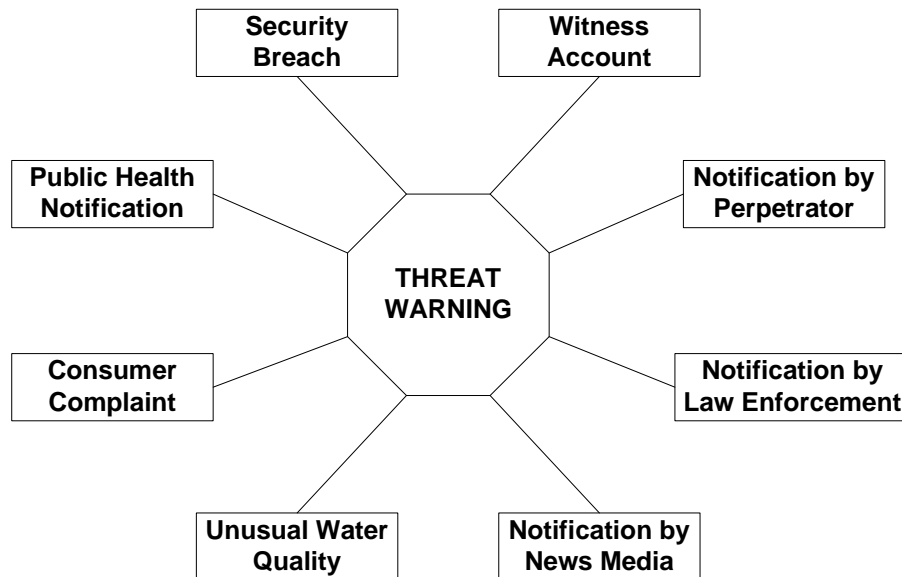 Security
Breach
Witness
Account
Public Health
Notification
Notification by
Perpetrator
THREAT
WARNING
Consumer
Complaint
Notification by
Law Enforcement
Unusual Water
Quality
Notification by
News Media